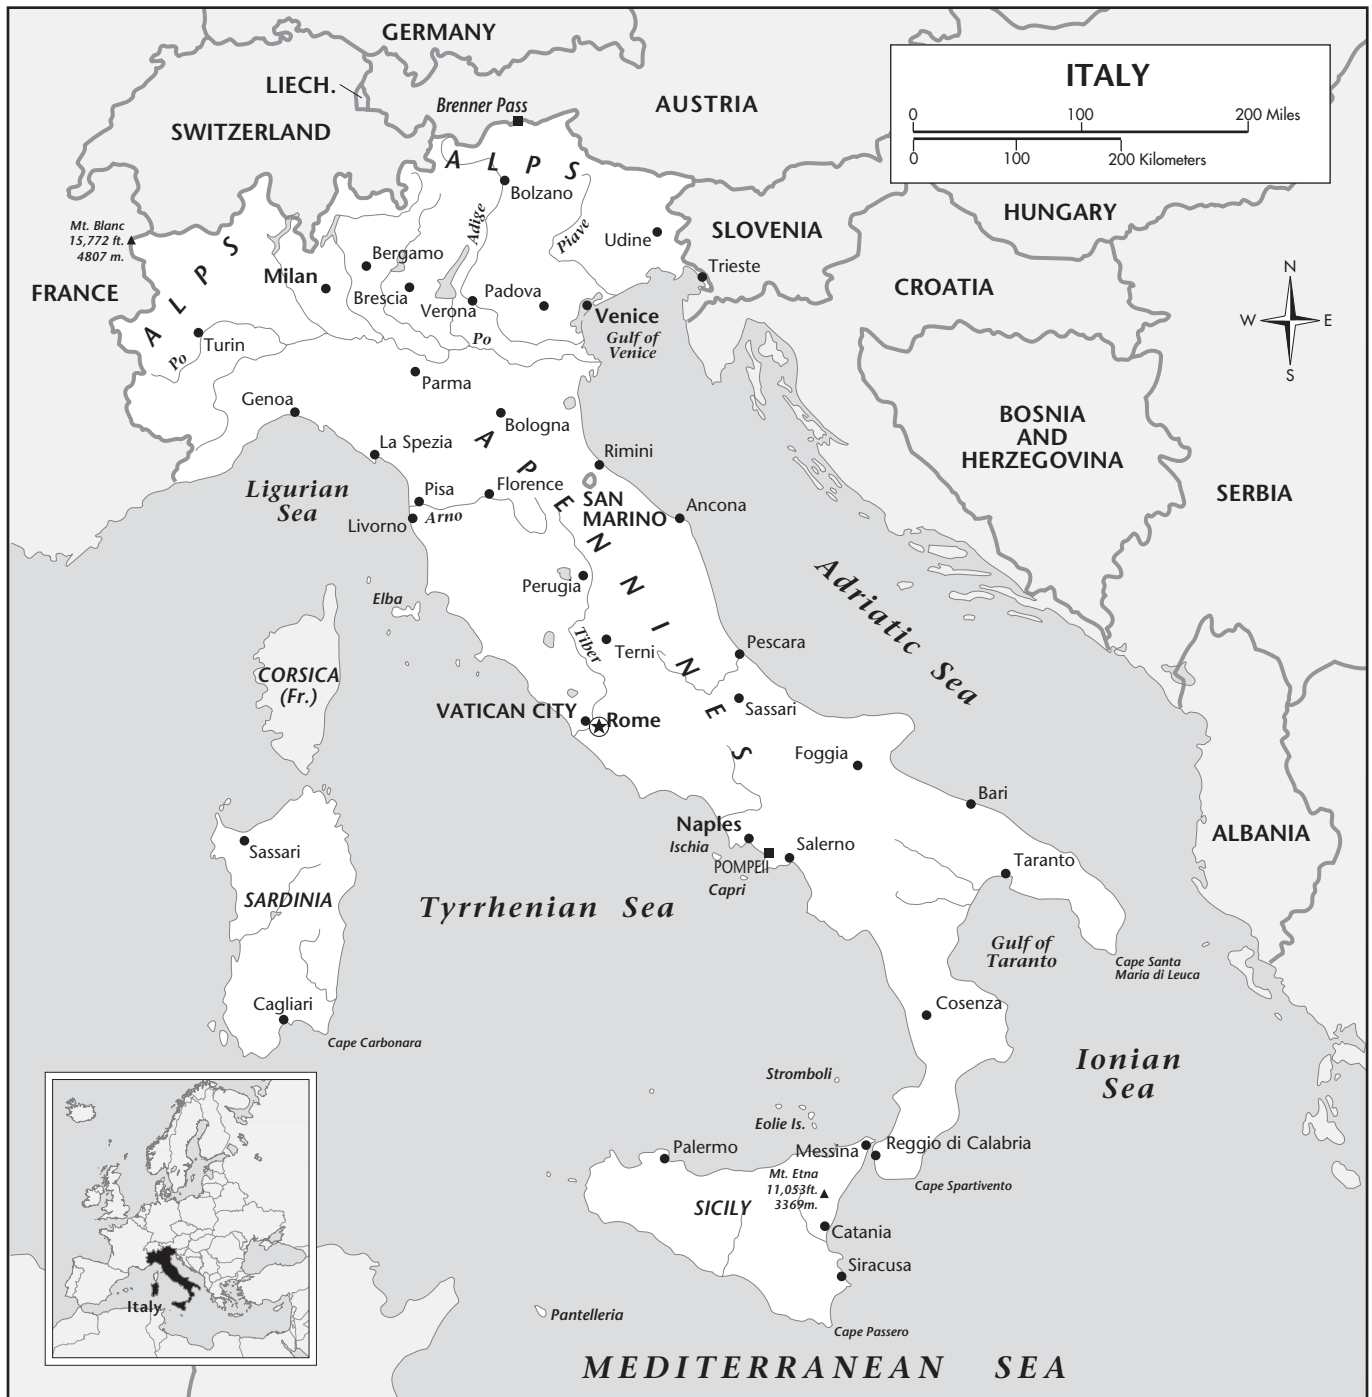 GERMANY
ITALY
LIECH.
Brenner Pass
AUSTRIA
0 100 200 Miles
0 100 200 Kilometers
SWITZERLAND
A L P S
Bolzano
HUNGARY
Mt. Blanc
15,772 ft.
4807 m.
Adige
Piave
Udine
SLOVENIA
Trieste
A L P S
Bergamo
Milan
FRANCE
Brescia
Verona
Padova
Venice
CROATIA
N
W E
S
Gulf of
Venice
Turin
Po
Po
Parma
Genoa
Bologna
BOSNIA
AND
HERZEGOVINA
La Spezia
Rimini
A P E N N I N E S
Ligurian
Sea
Pisa
Florence
SAN
MARINO
Ancona
SERBIA
Livorno
Arno
Perugia
Elba
Adriatic Sea
Tiber
Terni
Pescara
CORSICA
(Fr.)
VATICAN CITY
Rome
Sassari
Foggia
Bari
Naples
Ischia
POMPEII
Salerno
Capri
ALBANIA
Taranto
Sassari
SARDINIA
Tyrrhenian Sea
Gulf of
Taranto
Cape Santa
Maria di Leuca
Cagliari
Cape Carbonara
Cosenza
Ionian
Sea
Stromboli
Eolie Is.
Palermo
Messina
Reggio di Calabria
Mt. Etna
11,053ft.
3369m.
Cape Spartivento
SICILY
Catania
Siracusa
Italy
Pantelleria
Cape Passero
MEDITERRANEAN SEA